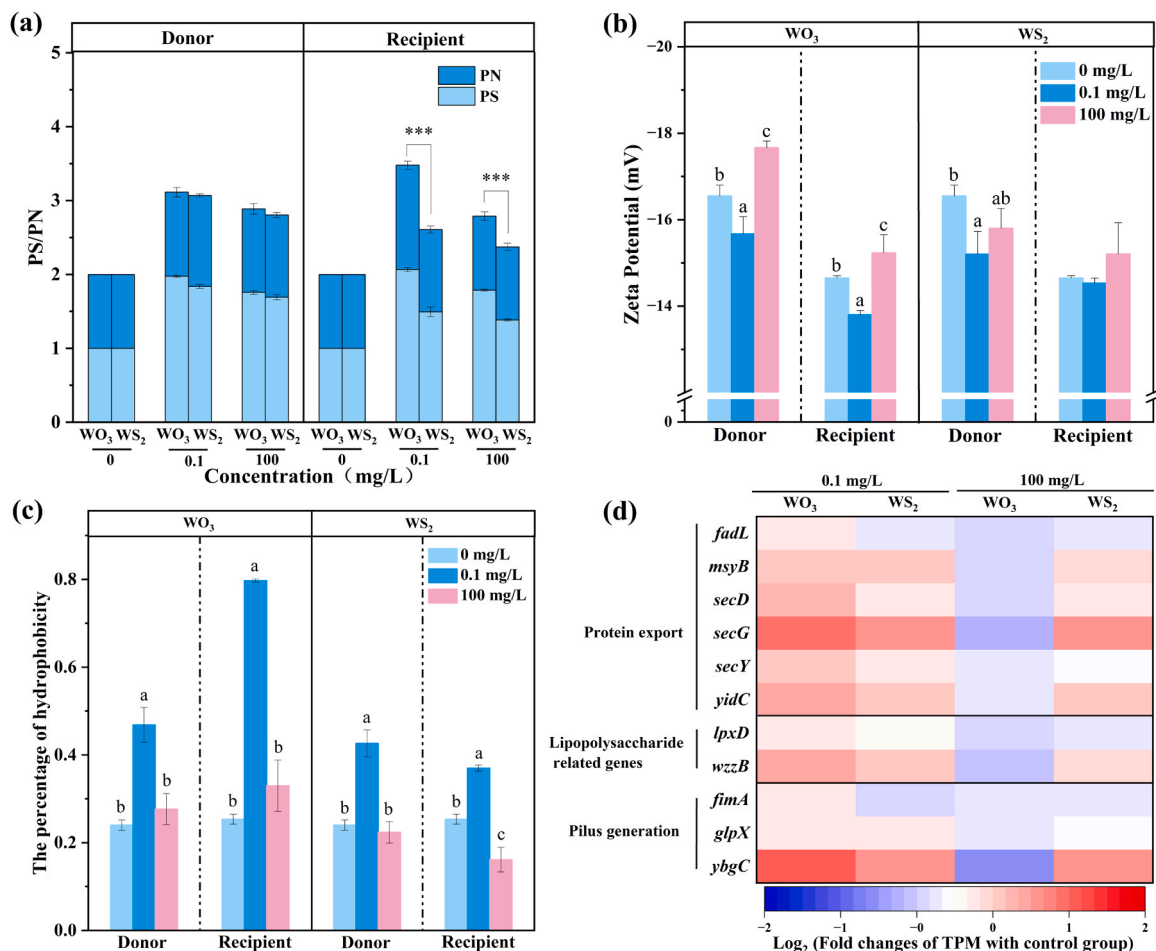 (a)
Donor
Recipient
5
4
3
2
1
0
PS/PN
PN
PS
***
***
WO₃ WS₂ WO₃ WS₂ WO₃ WS₂ WO₃ WS₂ WO₃ WS₂ WO₃ WS₂
0 0.1 100 0 0.1 100
Concentration（mg/L）
(b)
WO₃
WS₂
−20
−18
−16
−14
0
Zeta Potential (mV)
0 mg/L
0.1 mg/L
100 mg/L
b a c b a c b a ab
Donor Recipient Donor Recipient
(c)
WO₃
WS₂
0.8
0.6
0.4
0.2
0.0
The percentage of hydrophobicity
0 mg/L
0.1 mg/L
100 mg/L
b a b b a b b a b b a c
Donor Recipient Donor Recipient
(d)
0.1 mg/L 100 mg/L
WO₃ WS₂ WO₃ WS₂
Protein export
fadL
msyB
secD
secG
secY
yidC
Lipopolysaccharide
related genes
lpxD
wzzB
Pilus generation
fimA
glpX
ybgC
−2 −1 0 1 2
Log₂ (Fold changes of TPM with control group)